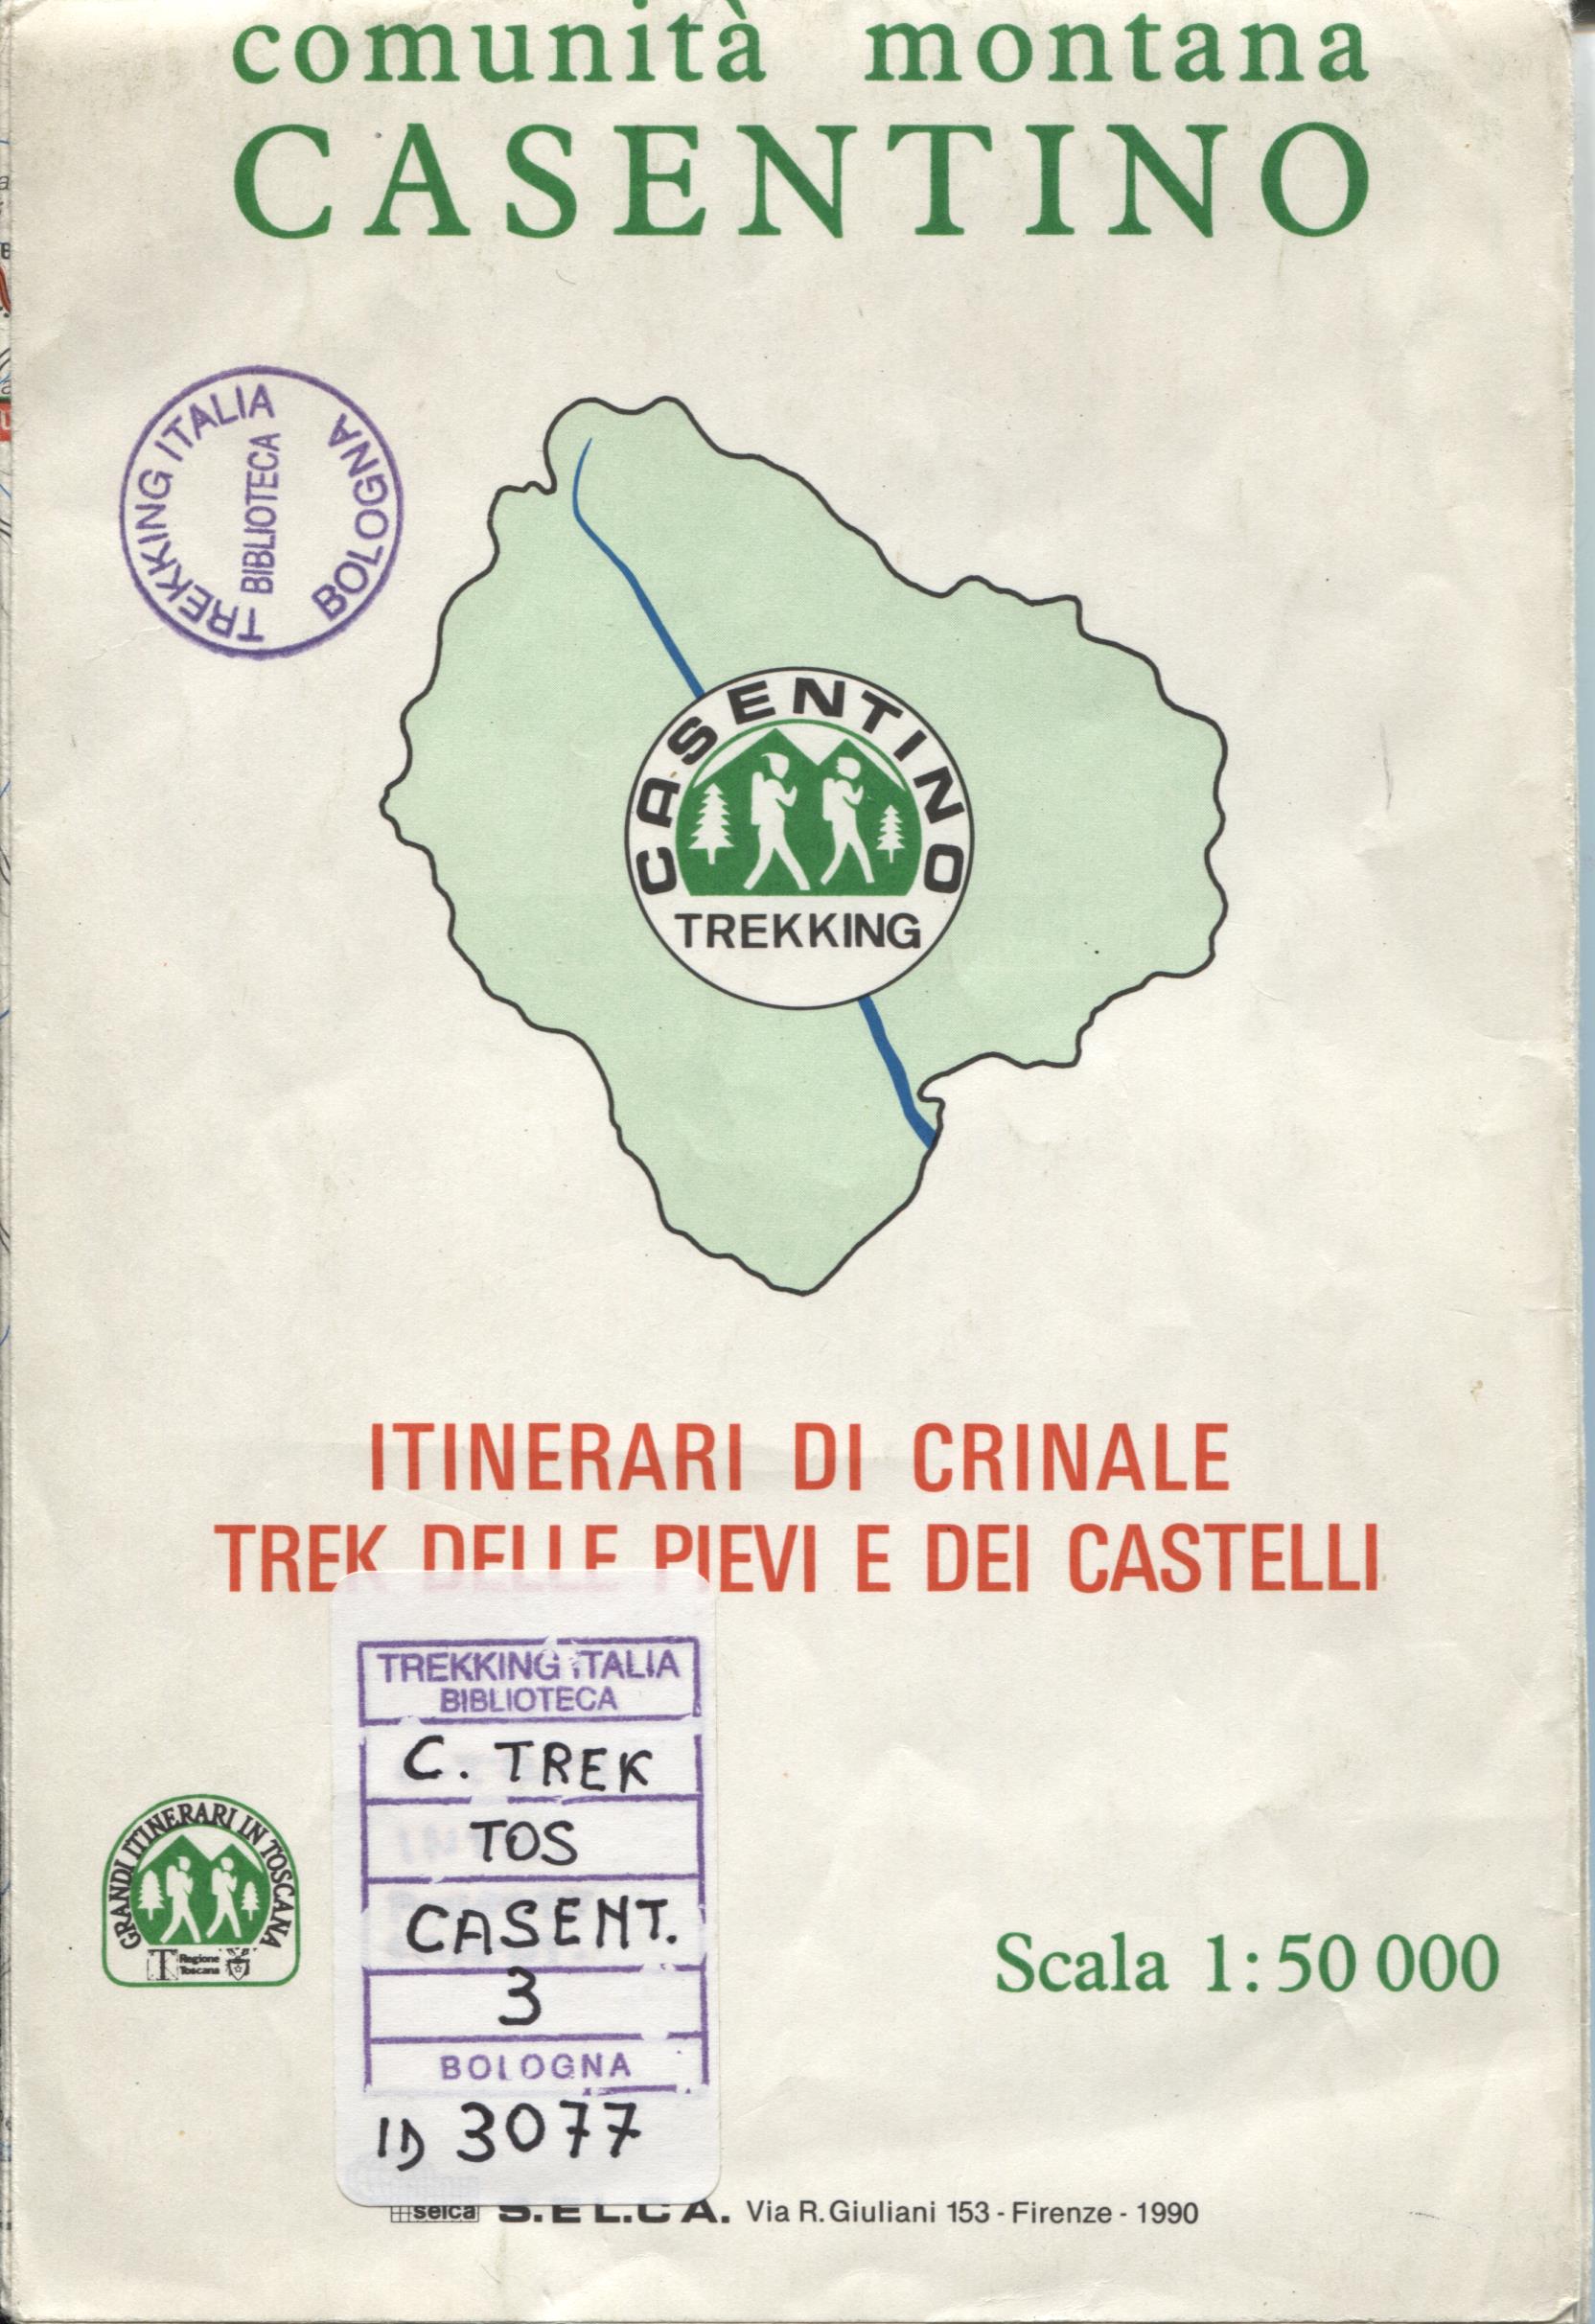 comunità montana
CASENTINO
TREKKING ITALIA
BIBLIOTECA
BOLOGNA
CASENTINO
TREKKING
ITINERARI DI CRINALE
TREK DELLE PIEVI E DEI CASTELLI
TREKKING ITALIA
BIBLIOTECA
C. TREK
TOS
CASENT.
3
BOLOGNA
ID 3077
GRANDI ITINERARI IN TOSCANA
Regione
Toscana
Scala 1:50 000
selca S.EL.C A. Via R. Giuliani 153 - Firenze - 1990